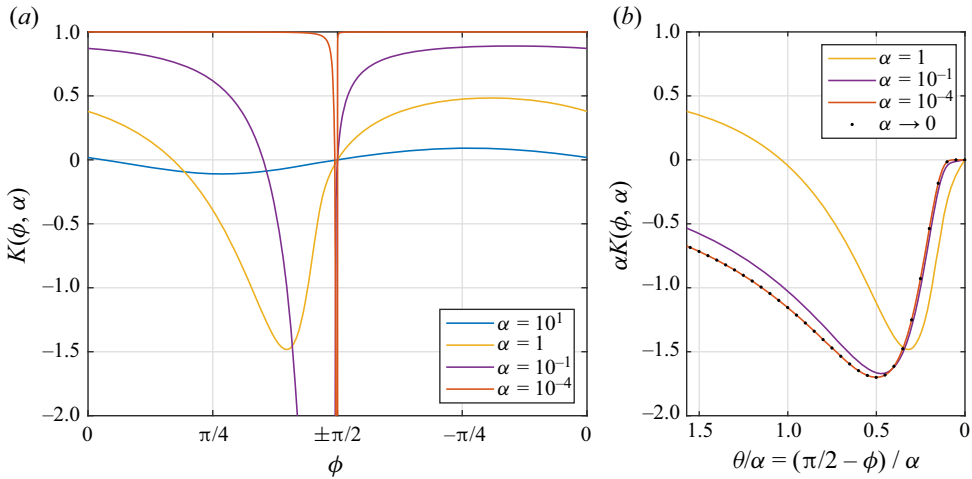 (a)
1.0
0.5
0
−0.5
−1.0
−1.5
−2.0
K(ϕ, α)
0
π/4
±π/2
−π/4
0
ϕ
α = 10¹
α = 1
α = 10⁻¹
α = 10⁻⁴
(b)
1.0
0.5
0
−0.5
−1.0
−1.5
−2.0
αK(ϕ, α)
1.5
1.0
0.5
0
θ/α = (π/2 − ϕ) / α
α = 1
α = 10⁻¹
α = 10⁻⁴
α → 0